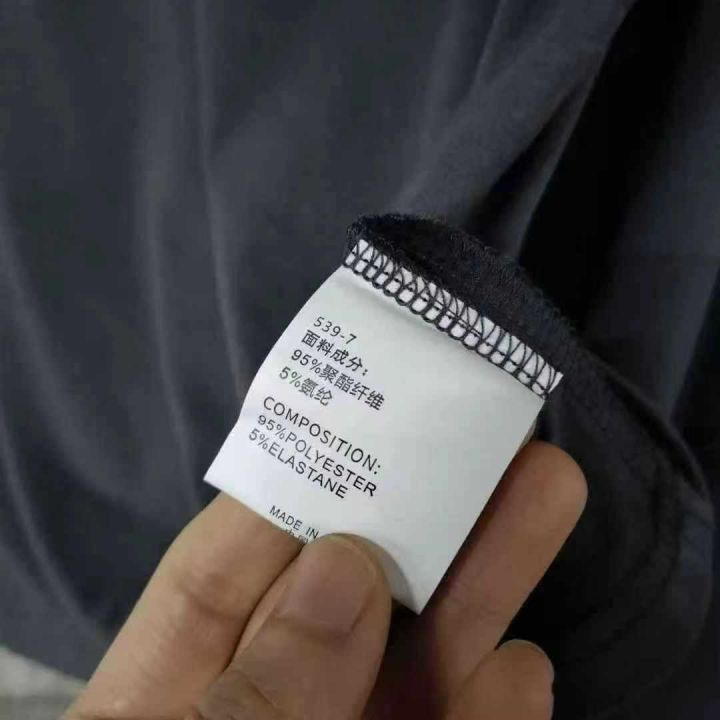 539-7
面料成分:
95%聚酯纤维
5%氨纶
COMPOSITION:
95%POLYESTER
5%ELASTANE
MADE IN